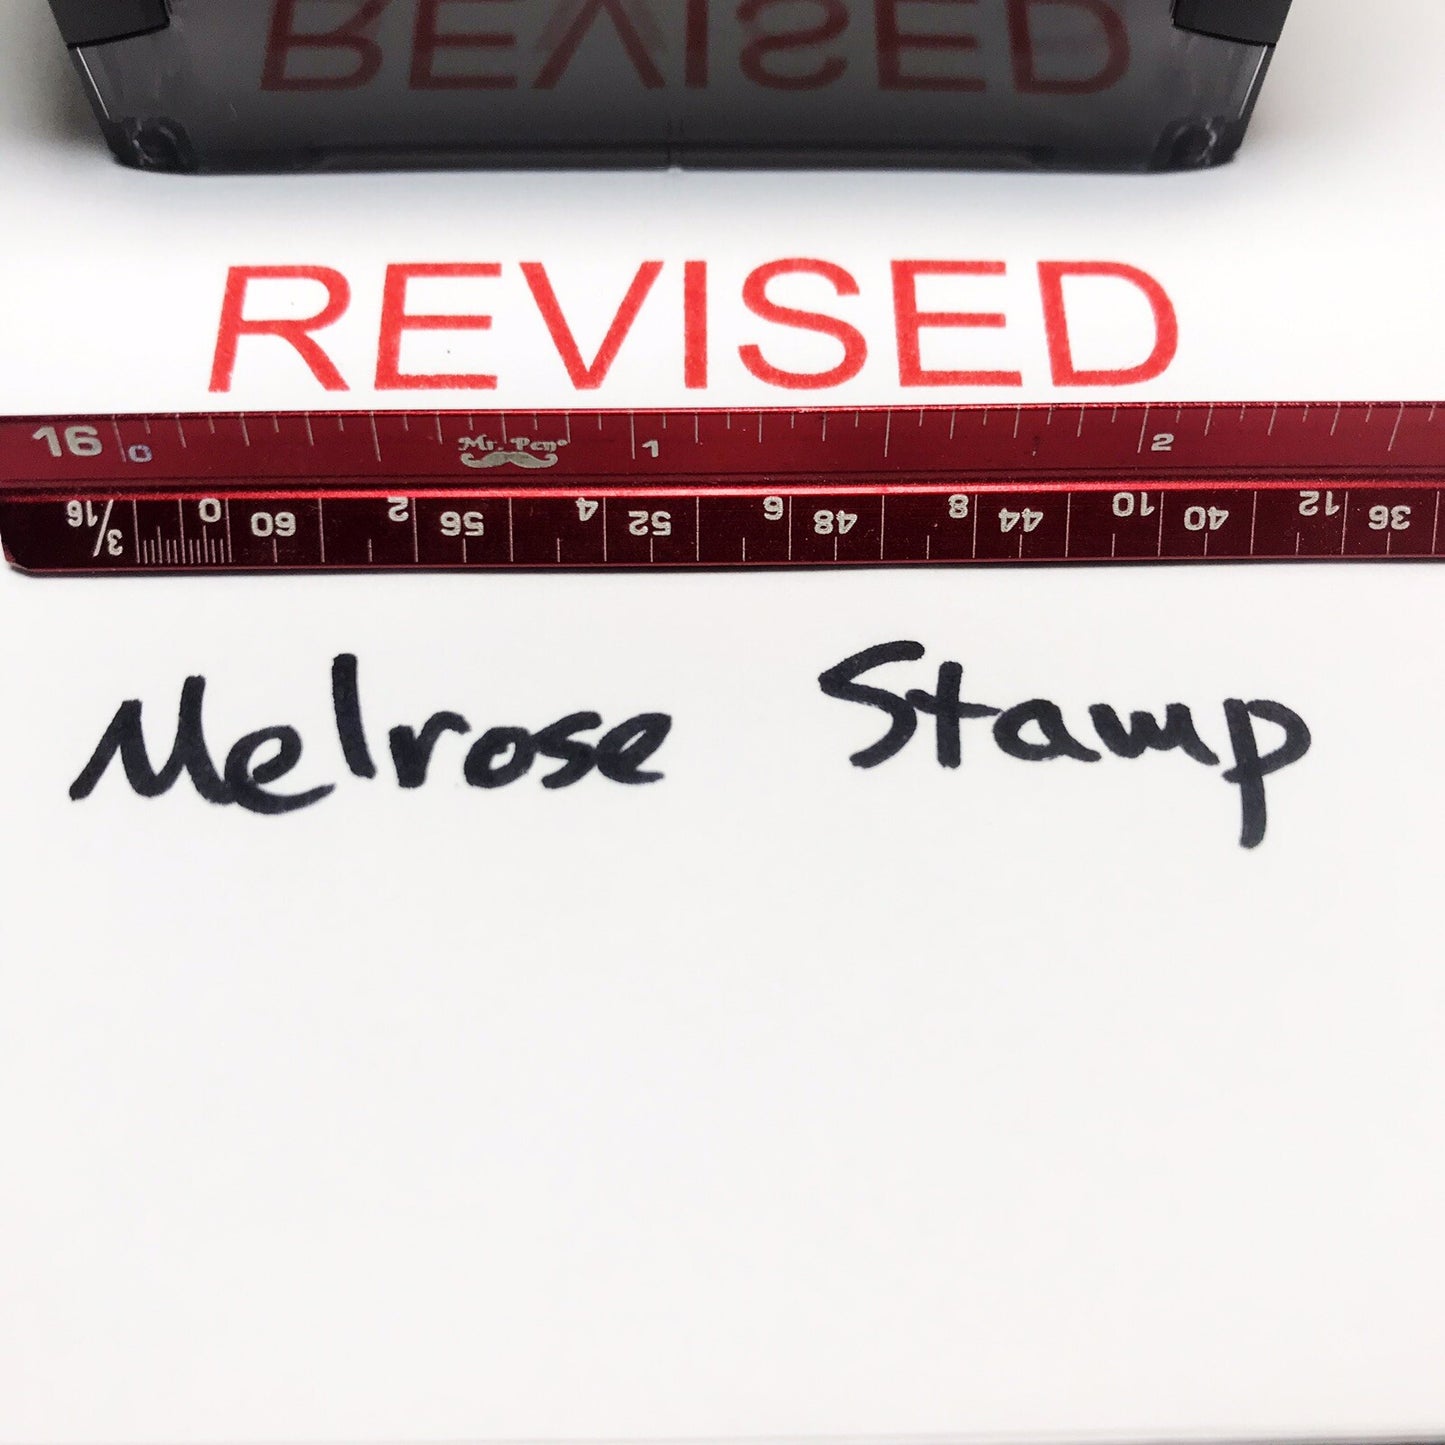 REVISED
REVISED
16 0 Mr. Pen® 1 2
3/16 0 60 2 56 4 52 6 48 8 44 10 40 12 36
Melrose Stamp